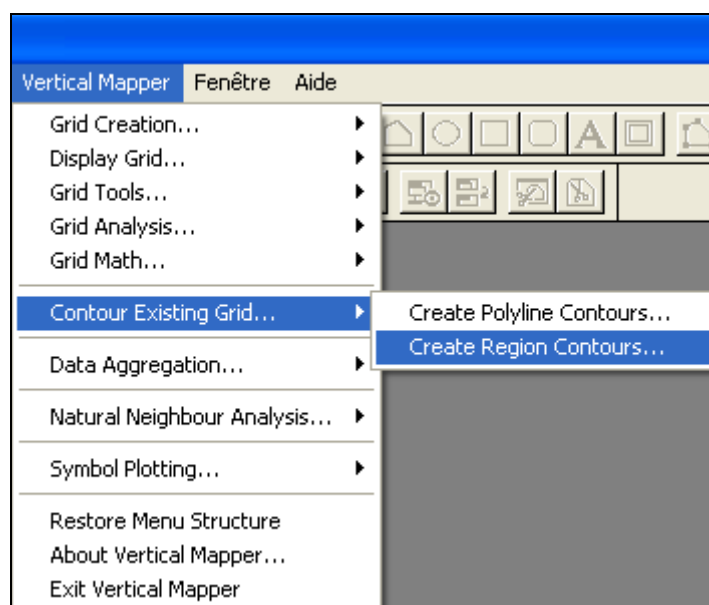 Vertical Mapper Fenêtre Aide
Grid Creation...
Display Grid...
A
Grid Tools...
Grid Analysis...
Grid Math...
Contour Existing Grid...
Create Polyline Contours...
Create Region Contours...
Data Aggregation...
Natural Neighbour Analysis...
Symbol Plotting...
Restore Menu Structure
About Vertical Mapper...
Exit Vertical Mapper